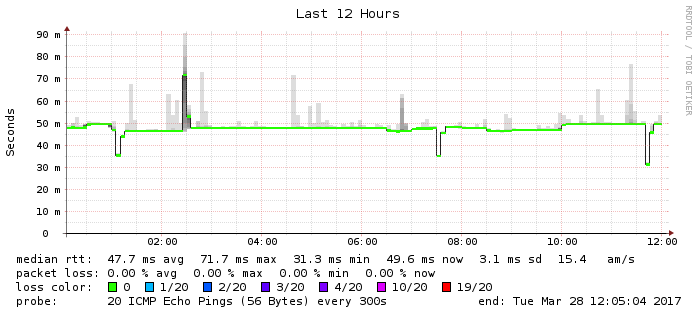 Last 12 Hours
RRDTOOL / TOBI OETIKER
Seconds
90 m
80 m
70 m
60 m
50 m
40 m
30 m
20 m
10 m
0
02:00 04:00 06:00 08:00 10:00 12:00
median rtt: 47.7 ms avg 71.7 ms max 31.3 ms min 49.6 ms now 3.1 ms sd 15.4 am/s
packet loss: 0.00 % avg 0.00 % max 0.00 % min 0.00 % now
loss color: 0 1/20 2/20 3/20 4/20 10/20 19/20
probe: 20 ICMP Echo Pings (56 Bytes) every 300s end: Tue Mar 28 12:05:04 2017